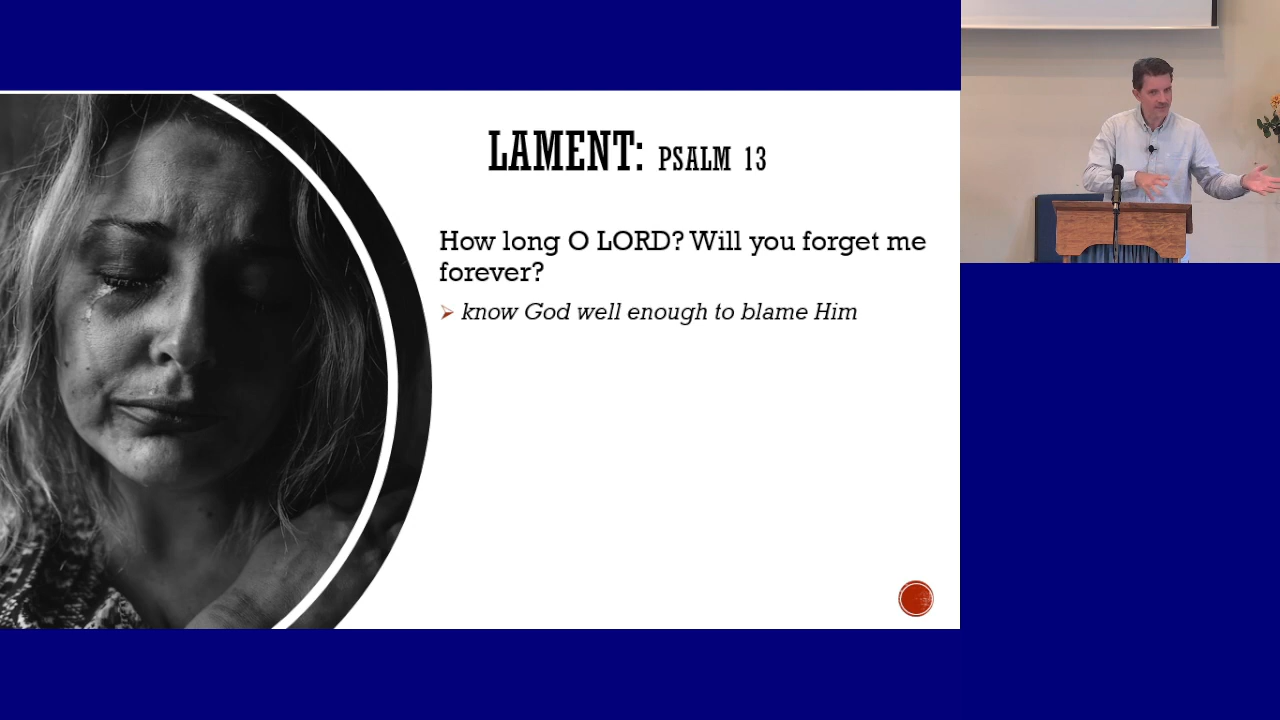 LAMENT: PSALM 13
How long O LORD? Will you forget me
forever?
know God well enough to blame Him